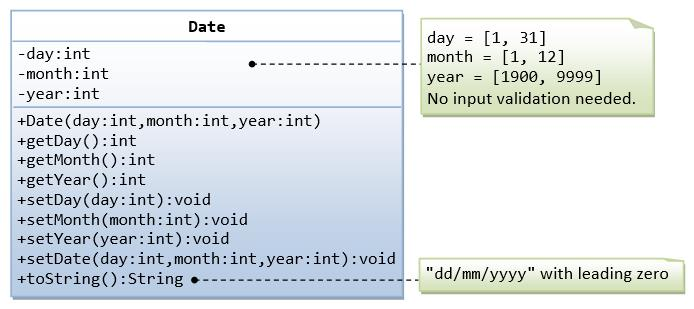 Date
-day:int
-month:int
-year:int
+Date(day:int,month:int,year:int)
+getDay():int
+getMonth():int
+getYear():int
+setDay(day:int):void
+setMonth(month:int):void
+setYear(year:int):void
+setDate(day:int,month:int,year:int):void
+toString():String
day = [1, 31]
month = [1, 12]
year = [1900, 9999]
No input validation needed.
"dd/mm/yyyy" with leading zero